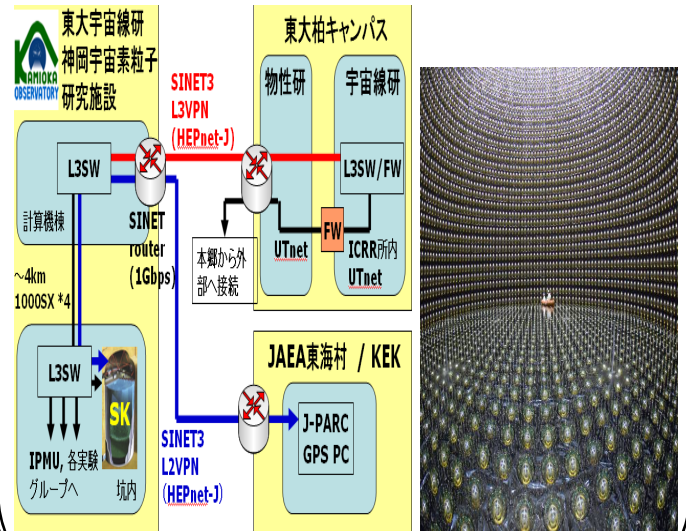 KAMIOKA
OBSERVATORY
東大宇宙線研
神岡宇宙素粒子
研究施設
L3SW
計算機棟
SINET
router
(1Gbps)
SINET3
L3VPN
(HEPnet-J)
東大柏キャンパス
物性研
宇宙線研
L3SW/FW
FW
UTnet
ICRR所内
UTnet
本郷から外
部へ接続
~4km
1000SX *4
L3SW
SK
IPMU, 各実験
グループへ
坑内
SINET3
L2VPN
(HEPnet-J)
JAEA東海村 / KEK
J-PARC
GPS PC